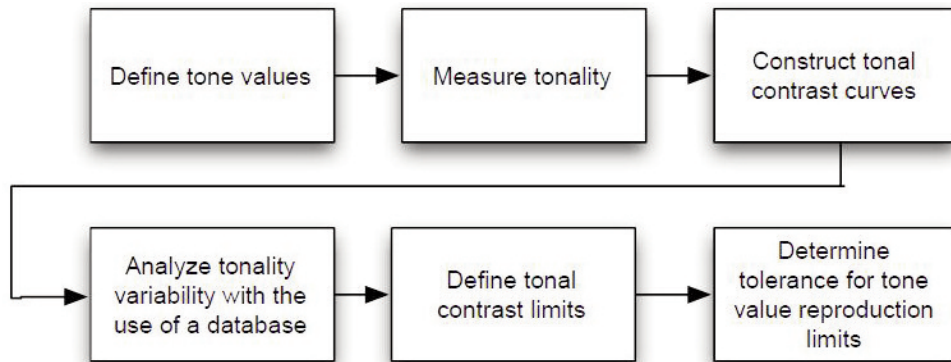 Define tone values
Measure tonality
Construct tonal
contrast curves
Analyze tonality
variability with the
use of a database
Define tonal
contrast limits
Determine
tolerance for tone
value reproduction
limits